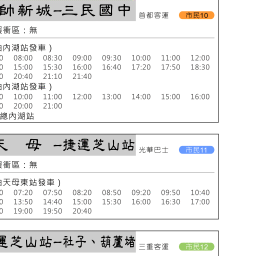 帥新城-三民國中 首都客運 市民10
衝區：無
內湖站發車)
0 08:00 08:30 09:00 09:30 10:00 11:00 12:00
0 15:00 15:30 16:00 16:40 17:20 17:50 18:30
0 20:40 21:10 21:40
內湖站發車)
0 10:00 11:00 12:00 13:00 14:00 15:00 16:00
0 20:00 21:00
總內湖站
天 母 -捷運芝山站 光華巴士 市民11
衝區：無
天母東站發車)
0 07:20 07:50 08:20 08:50 09:20 09:50 10:40
0 13:50 14:40 15:00 15:30 16:00 16:30 17:00
0 19:00 19:50 20:40
運芝山站-社子、葫蘆堵 三重客運 市民12